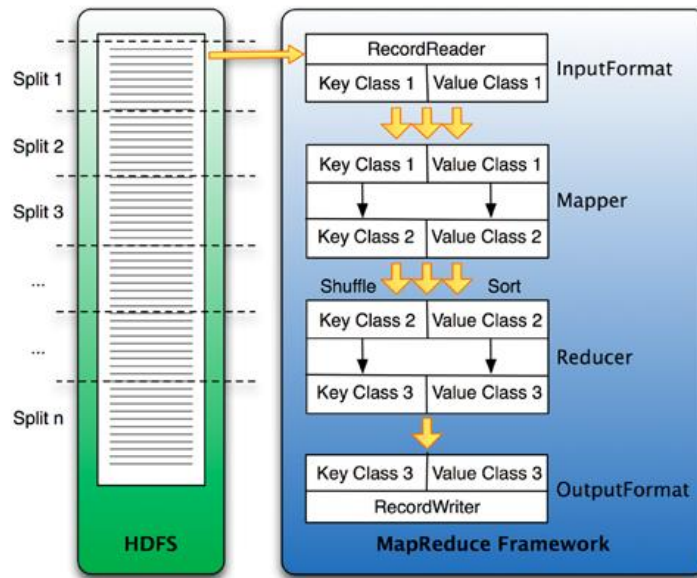 Split 1
Split 2
Split 3
...
...
Split n
HDFS
RecordReader
Key Class 1 Value Class 1
InputFormat
Key Class 1 Value Class 1
Mapper
Key Class 2 Value Class 2
Shuffle Sort
Key Class 2 Value Class 2
Reducer
Key Class 3 Value Class 3
Key Class 3 Value Class 3
OutputFormat
RecordWriter
MapReduce Framework